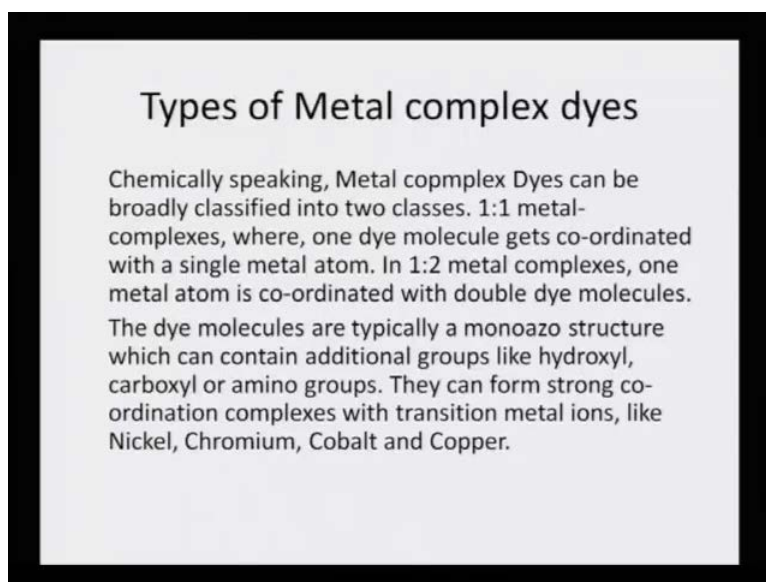 Types of Metal complex dyes
Chemically speaking, Metal copmplex Dyes can be
broadly classified into two classes. 1:1 metal-
complexes, where, one dye molecule gets co-ordinated
with a single metal atom. In 1:2 metal complexes, one
metal atom is co-ordinated with double dye molecules.
The dye molecules are typically a monoazo structure
which can contain additional groups like hydroxyl,
carboxyl or amino groups. They can form strong co-
ordination complexes with transition metal ions, like
Nickel, Chromium, Cobalt and Copper.